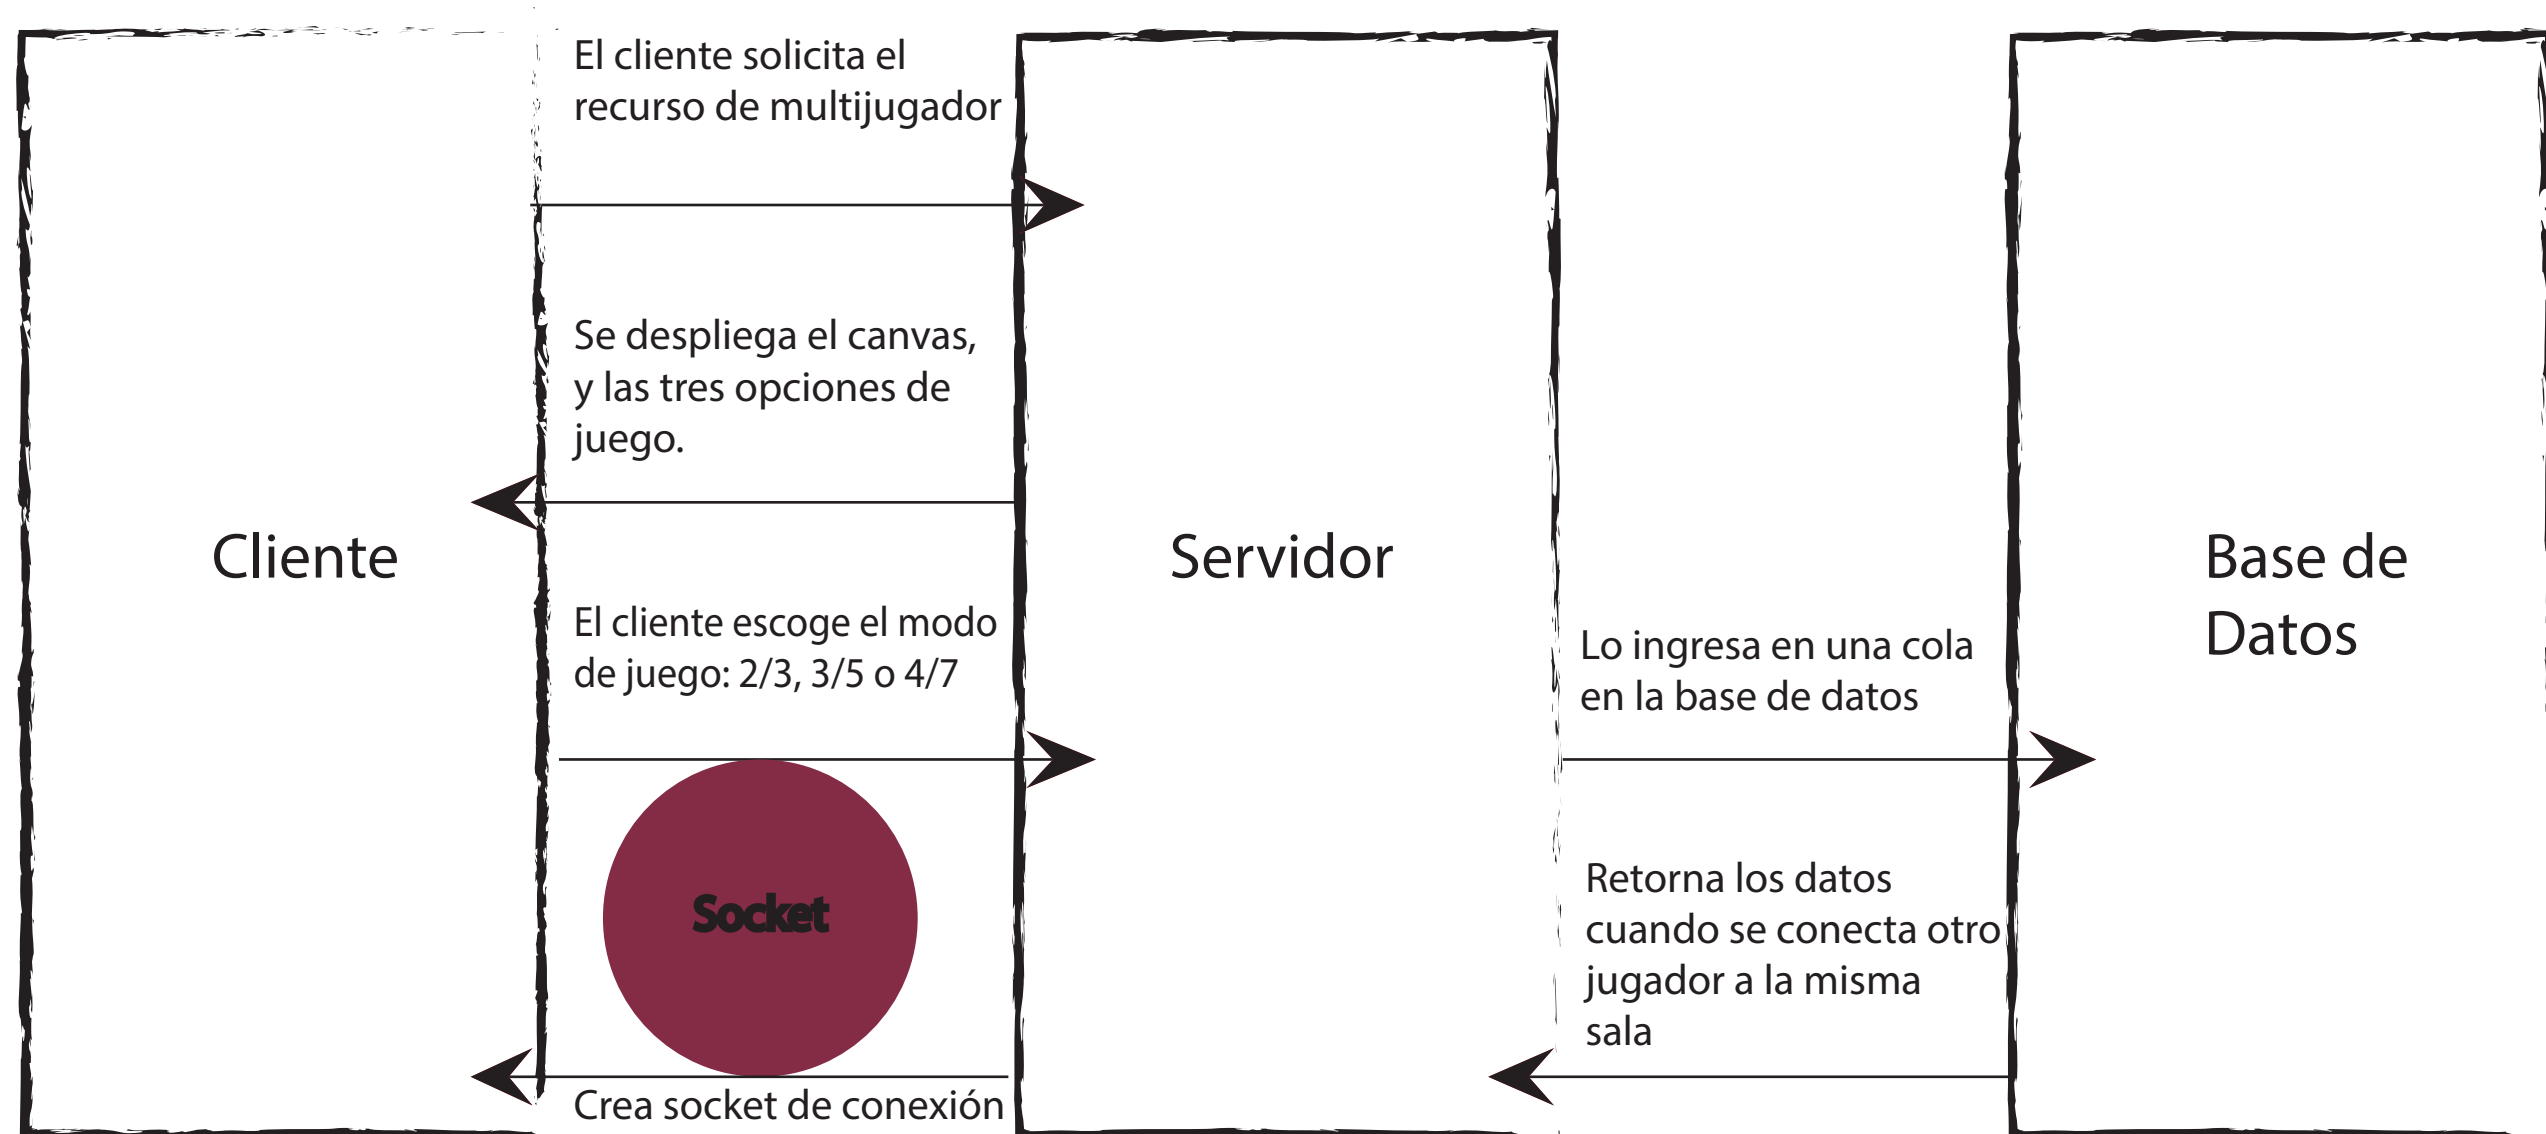 El cliente solicita el
recurso de multijugador
Se despliega el canvas,
y las tres opciones de
juego.
Cliente
Servidor
Base de
Datos
El cliente escoge el modo
de juego: 2/3, 3/5 o 4/7
Lo ingresa en una cola
en la base de datos
Socket
Retorna los datos
cuando se conecta otro
jugador a la misma
sala
Crea socket de conexión